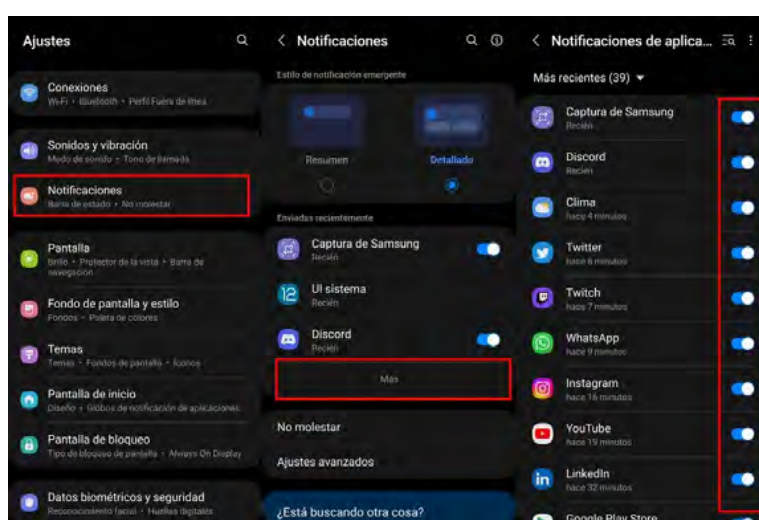 Ajustes
Conexiones
Wi-Fi • Bluetooth • Perfil Fuera de línea
Sonidos y vibración
Modo de sonido • Tono de llamada
Notificaciones
Barra de estado • No molestar
Pantalla
Brillo • Protector de la vista • Barra de
navegación
Fondo de pantalla y estilo
Fondos • Paleta de colores
Temas
Temas • Fondos de pantalla • Iconos
Pantalla de inicio
Diseño • Globos de notificación de aplicaciones
Pantalla de bloqueo
Tipo de bloqueo de pantalla • Always On Display
Datos biométricos y seguridad
Reconocimiento facial • Huellas digitales
Notificaciones
Estilo de notificación emergente
Resumen
Detallado
Enviadas recientemente
Captura de Samsung
Recién
12
UI sistema
Recién
Discord
Recién
Más
No molestar
Ajustes avanzados
¿Está buscando otra cosa?
Notificaciones de aplica...
Más recientes (39)
Captura de Samsung
Recién
Discord
Recién
Clima
hace 4 minutos
Twitter
hace 6 minutos
Twitch
hace 7 minutos
WhatsApp
hace 9 minutos
Instagram
hace 16 minutos
YouTube
hace 19 minutos
in
LinkedIn
hace 32 minutos
Google Play Store